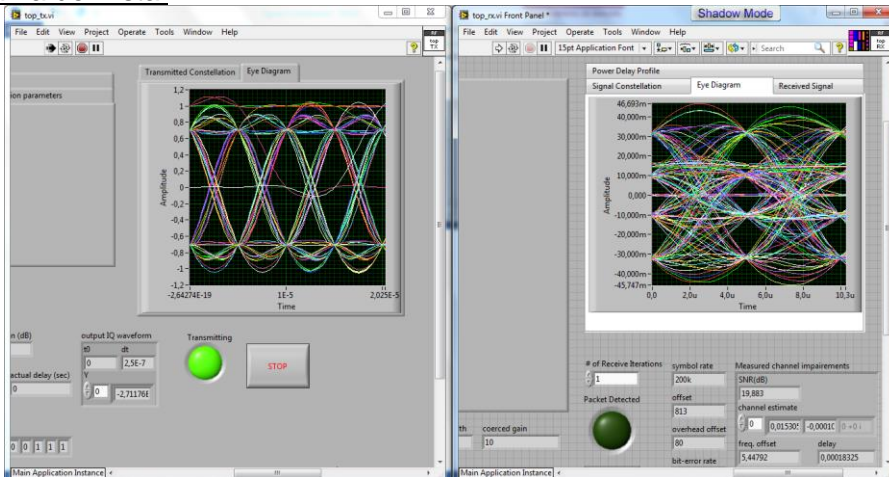 top_tx.vi
File Edit View Project Operate Tools Window Help
top
TX
ion parameters
Transmitted Constellation Eye Diagram
1,2
1
0,8
0,6
0,4
0,2
0
-0,2
-0,4
-0,6
-0,8
-1
-1,2
Amplitude
-2,64274E-19 1E-5 2,025E-5
Time
n (dB)
output IQ waveform
t0 dt
0 2,5E-7
Y
0 -2,71176E
actual delay (sec)
0
Transmitting
STOP
0 0 1 1 1
Main Application Instance
top_rx.vi Front Panel *
Shadow Mode
File Edit View Project Operate Tools Window Help
15pt Application Font Search
top
RX
Power Delay Profile
Signal Constellation Eye Diagram Received Signal
46,693m
40,000m
30,000m
20,000m
10,000m
0,000
-10,000m
-20,000m
-30,000m
-40,000m
-45,747m
Amplitude
0,0 2,0u 4,0u 6,0u 8,0u 10,3u
Time
# of Receive Iterations
1
Packet Detected
th coerced gain
10
symbol rate
200k
offset
813
overhead offset
80
bit-error rate
Measured channel impairements
SNR(dB)
19,883
channel estimate
0 0,01530 -0,0001 0 +0 i
freq. offset delay
5,44792 0,00018325
Main Application Instance